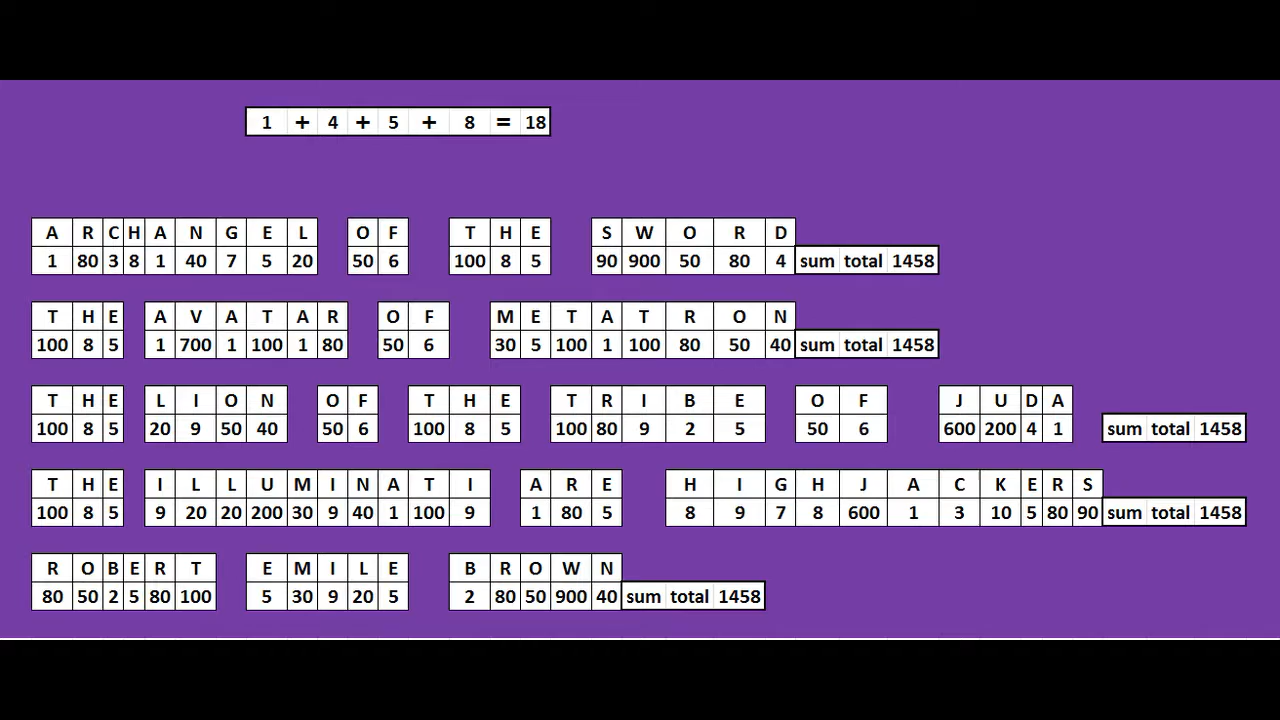 1 + 4 + 5 + 8 = 18
A R C H A N G E L O F T H E S W O R D
1 80 3 8 1 40 7 5 20 50 6 100 8 5 90 900 50 80 4 sum total 1458
T H E A V A T A R O F M E T A T R O N
100 8 5 1 700 1 100 1 80 50 6 30 5 100 1 100 80 50 40 sum total 1458
T H E L I O N O F T H E T R I B E O F J U D A
100 8 5 20 9 50 40 50 6 100 8 5 100 80 9 2 5 50 6 600 200 4 1 sum total 1458
T H E I L L U M I N A T I A R E H I G H J A C K E R S
100 8 5 9 20 20 200 30 9 40 1 100 9 1 80 5 8 9 7 8 600 1 3 10 5 80 90 sum total 1458
R O B E R T E M I L E B R O W N
80 50 2 5 80 100 5 30 9 20 5 2 80 50 900 40 sum total 1458